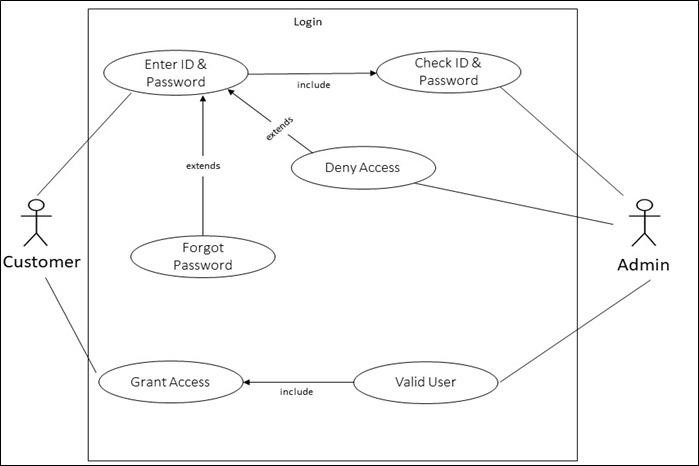 Login
Enter ID &
Password
include
Check ID &
Password
extends
Deny Access
extends
Customer
Forgot
Password
Admin
Grant Access
include
Valid User